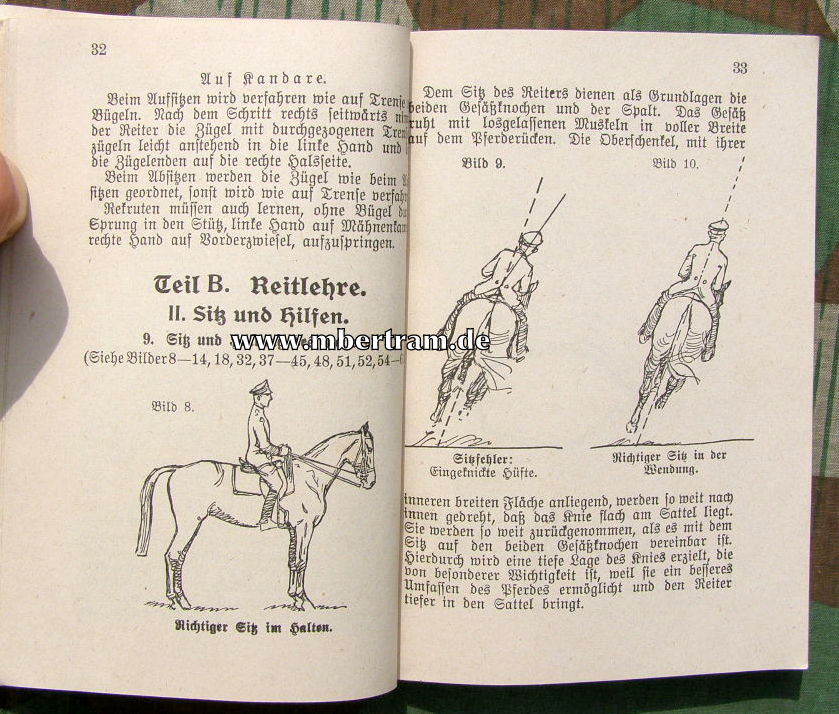 32
Auf Kandare.
Beim Aufsitzen wird verfahren wie auf Trense
Bügeln. Nach dem Schritt rechts seitwärts
der Reiter die Zügel mit durchgezogenen
zügeln leicht anstehend in die linke Hand und
die Zügelenden auf die rechte Halsseite.
Beim Absitzen werden die Zügel wie beim
sitzen geordnet, sonst wird wie auf Trense
Rekruten müssen auch lernen, ohne Bügel
Sprung in den Stütz, linke Hand auf
rechte Hand auf Vorderzwiesel, aufzuspringen.
Teil B. Reitlehre.
II. Sitz und Hilfen.
9. Sitz und
(Siehe Bilder 8—14, 18, 32, 37—45, 48, 51, 52, 54—
Bild 8.
Richtiger Sitz im Halten.
33
Dem Sitz des Reiters dienen als Grundlagen die
beiden Gesäßknochen und der Spalt. Das Gesäß
ruht mit losgelassenen Muskeln in voller Breite
auf dem Pferderücken. Die Oberschenkel, mit ihrer
Bild 9.
Bild 10.
Sitzfehler:
Eingeknickte Hüfte.
Richtiger Sitz in der
Wendung.
inneren breiten Fläche anliegend, werden so weit nach
innen gedreht, daß das Knie flach am Sattel liegt.
Sie werden so weit zurückgenommen, als es mit dem
Sitz auf den beiden Gesäßknochen vereinbar ist.
Hierdurch wird eine tiefe Lage des Knies erzielt, die
von besonderer Wichtigkeit ist, weil sie ein besseres
Umfassen des Pferdes ermöglicht und den Reiter
tiefer in den Sattel bringt.
www.mbertram.de